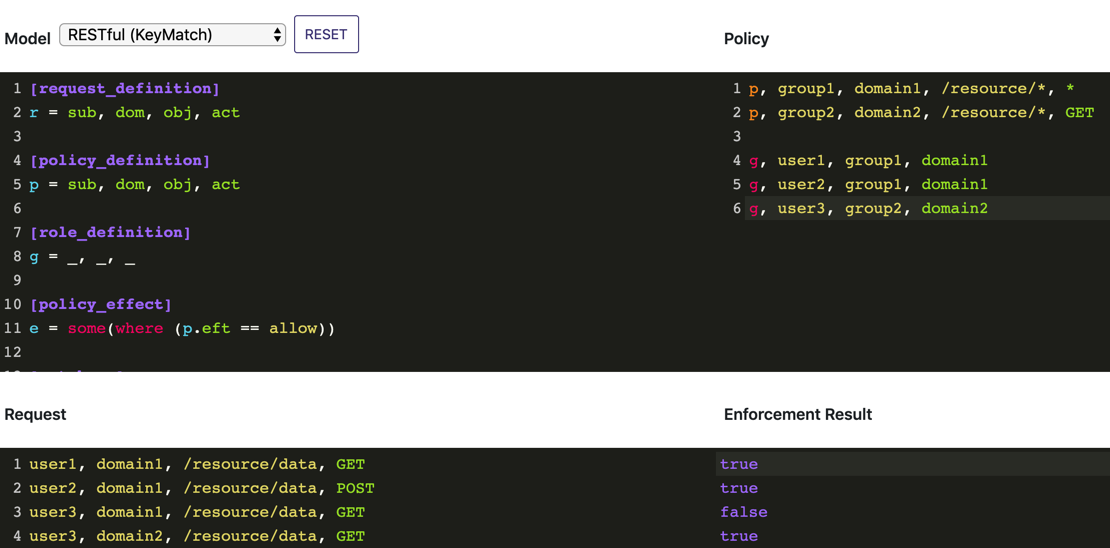 Model RESTful (KeyMatch) RESET
1 [request_definition]
2 r = sub, dom, obj, act
3
4 [policy_definition]
5 p = sub, dom, obj, act
6
7 [role_definition]
8 g = _, _, _
9
10 [policy_effect]
11 e = some(where (p.eft == allow))
12
Policy
1 p, group1, domain1, /resource/*, *
2 p, group2, domain2, /resource/*, GET
3
4 g, user1, group1, domain1
5 g, user2, group1, domain1
6 g, user3, group2, domain2
Request
1 user1, domain1, /resource/data, GET
2 user2, domain1, /resource/data, POST
3 user3, domain1, /resource/data, GET
4 user3, domain2, /resource/data, GET
Enforcement Result
true
true
false
true